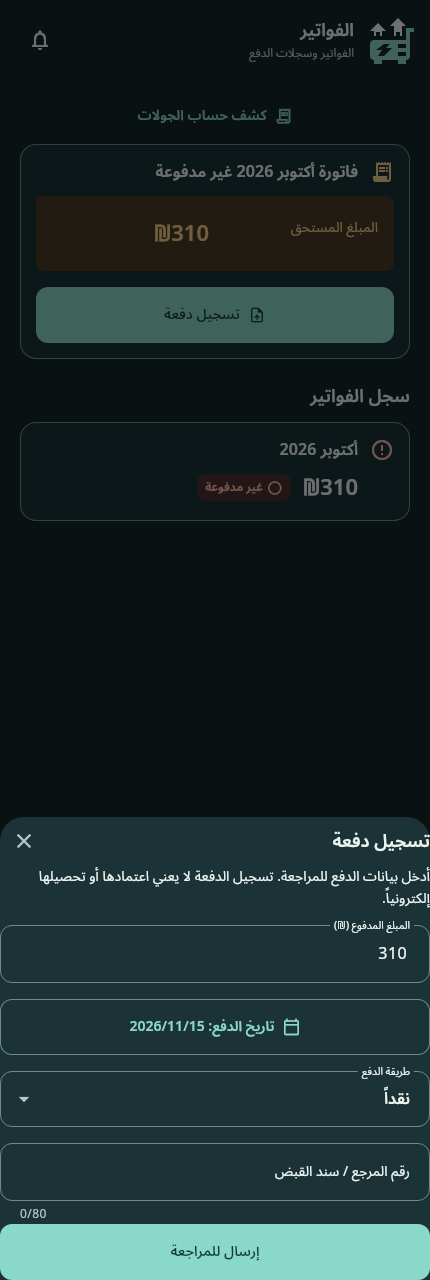 الفواتير
الفواتير وسجلات الدفع
كشف حساب الجولات
فاتورة أكتوبر 2026 غير مدفوعة
المبلغ المستحق
₪310
تسجيل دفعة
سجل الفواتير
أكتوبر 2026
₪310
غير مدفوعة
تسجيل دفعة
أدخل بيانات الدفع للمراجعة. تسجيل الدفعة لا يعني اعتمادها أو تحصيلها
إلكترونياً.
المبلغ المدفوع (₪)
310
تاريخ الدفع: 2026/11/15
طريقة الدفع
نقداً
رقم المرجع / سند القبض
0/80
إرسال للمراجعة